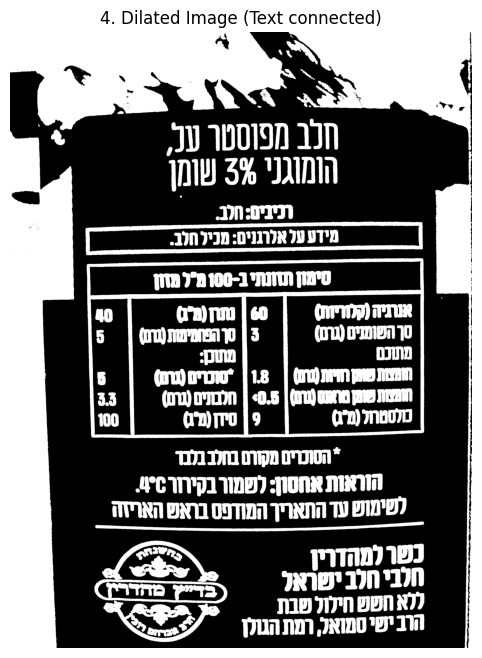 4. Dilated Image (Text connected)
חלב מפוסטר על,
הומוגני 3% שומן
רכיבים: חלב.
מידע על אלרגנים: מכיל חלב.
סימון תזונתי ב-100 מ"ל מזון
אנרגיה (קלוריות) 60 נתרן (מ"ג) 40
סך השומנים (גרם) 3 סך הפחמימות (גרם) 5
מתוכם מתוכן:
חומצות שומן רוויות (גרם) 1.8 *סוכרים (גרם) 5
חומצות שומן טראנס (גרם) <0.5 חלבונים (גרם) 3.3
כולסטרול (מ"ג) 9 סידן (מ"ג) 100
* הסוכרים מקורם בחלב בלבד
הוראות אחסון: לשמור בקירור 4°C.
לשימוש עד התאריך המודפס בראש האריזה
כשר למהדרין
חלבי חלב ישראל
ללא חשש חילול שבת
הרב ישי סמואל, רמת הגולן
בהשגחת
בד"ץ מהדרין